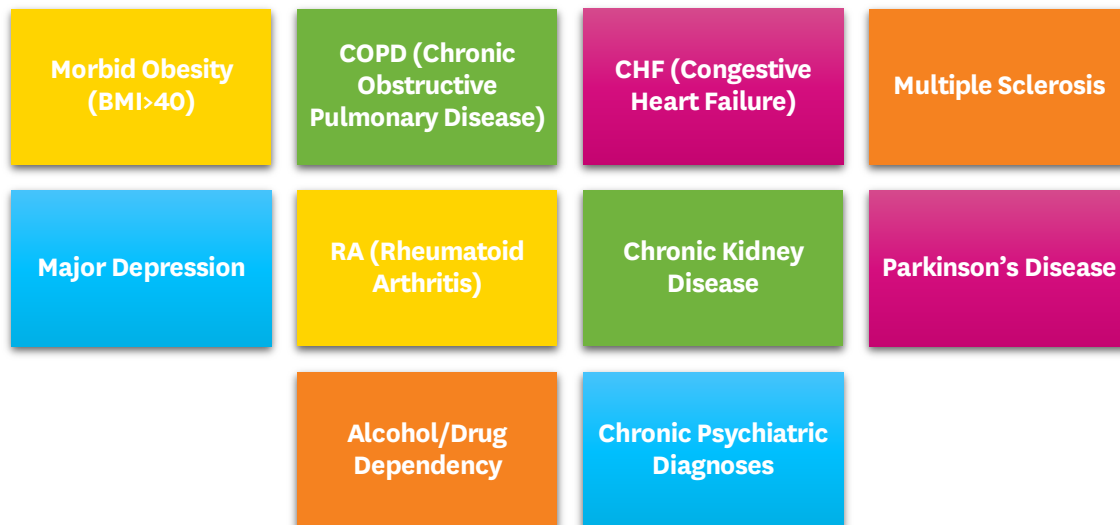 Morbid Obesity
(BMI>40)
COPD (Chronic
Obstructive
Pulmonary Disease)
CHF (Congestive
Heart Failure)
Multiple Sclerosis
Major Depression
RA (Rheumatoid
Arthritis)
Chronic Kidney
Disease
Parkinson’s Disease
Alcohol/Drug
Dependency
Chronic Psychiatric
Diagnoses